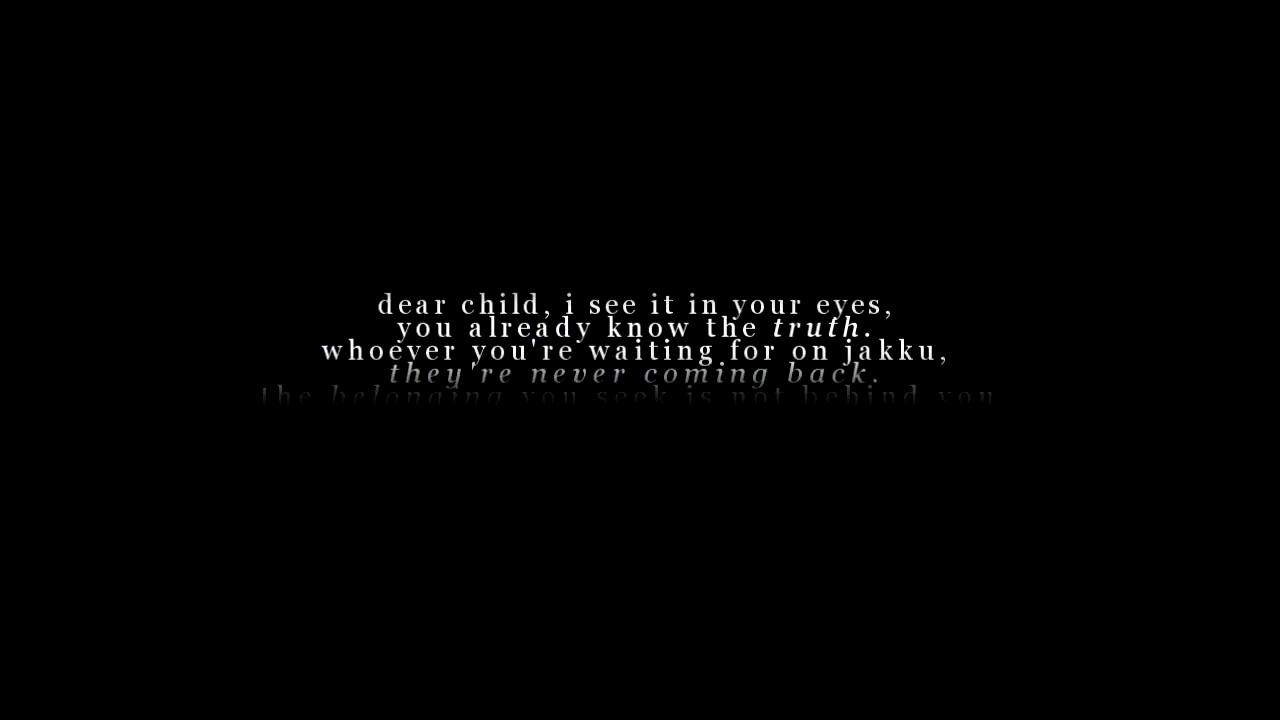 dear child, i see it in your eyes,
you already know the truth.
whoever you're waiting for on jakku,
they're never coming back.
the belonging you seek is not behind you